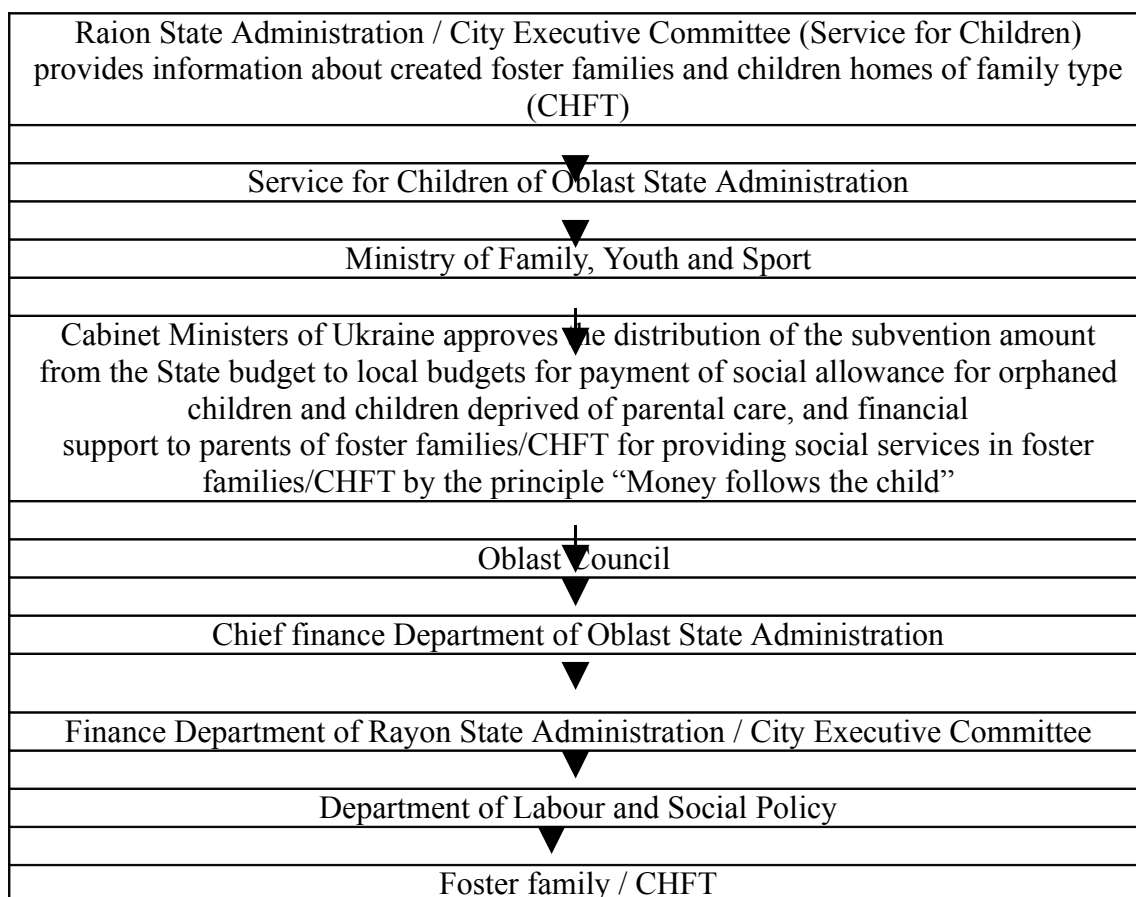 Raion State Administration / City Executive Committee (Service for Children)
provides information about created foster families and children homes of family type
(CHFT)
Service for Children of Oblast State Administration
Ministry of Family, Youth and Sport
Cabinet Ministers of Ukraine approves the distribution of the subvention amount
from the State budget to local budgets for payment of social allowance for orphaned
children and children deprived of parental care, and financial
support to parents of foster families/CHFT for providing social services in foster
families/CHFT by the principle “Money follows the child”
Oblast Council
Chief finance Department of Oblast State Administration
Finance Department of Rayon State Administration / City Executive Committee
Department of Labour and Social Policy
Foster family / CHFT